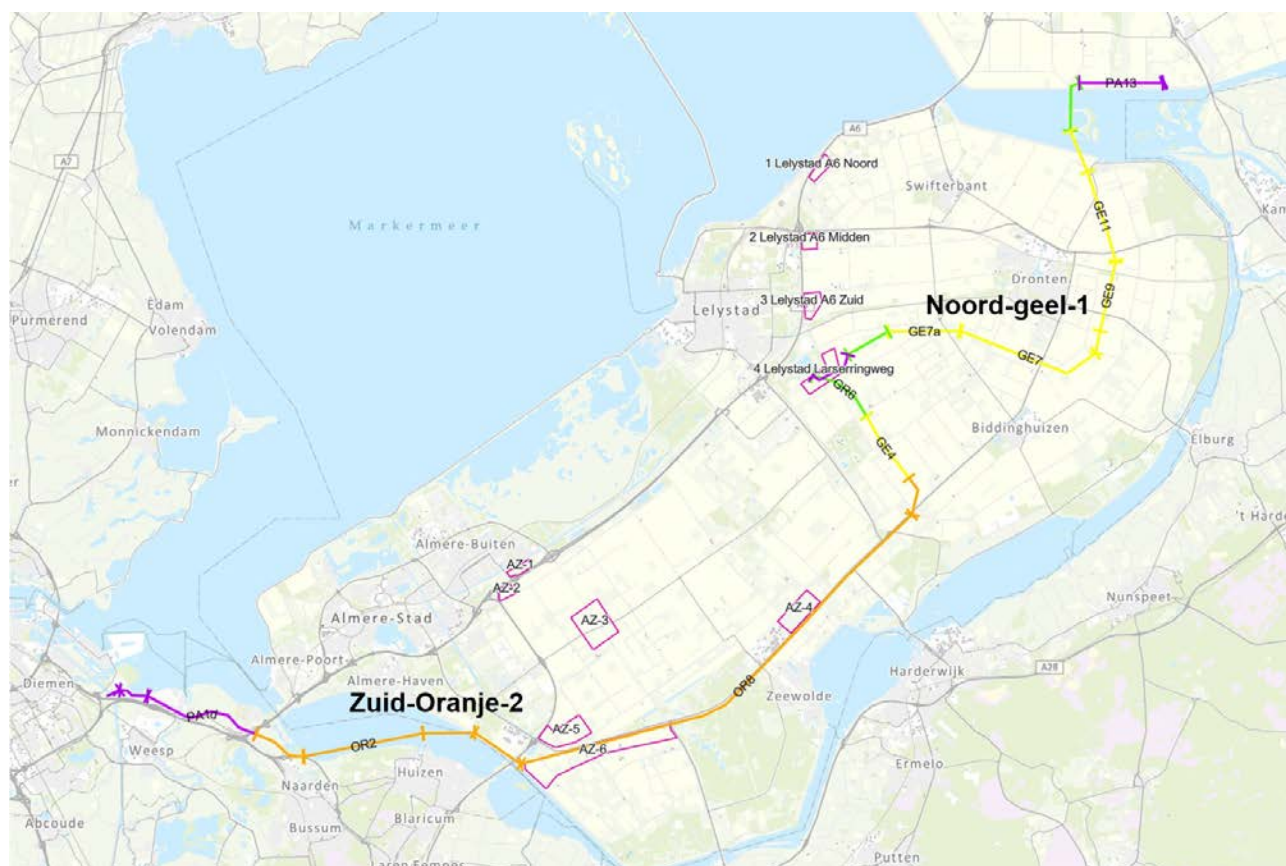 PA13
A6
A7
1 Lelystad A6 Noord
Swifterbant
Kam
Markermeer
GE11
2 Lelystad A6 Midden
Dronten
Edam
Volendam
Purmerend
3 Lelystad A6 Zuid
Lelystad
GE9
Noord-geel-1
GE7a
GE7
4 Lelystad Larserringweg
GR6
Monnickendam
Biddinghuizen
Elburg
GE4
't Harde
Almere-Buiten
AZ-1
AZ-2
Nunspeet
AZ-3
AZ-4
Almere-Stad
Almere-Poort
Harderwijk
A28
Diemen
Almere-Haven
OR8
Zeewolde
Zuid-Oranje-2
PA10
AZ-5
Weesp
OR2
AZ-6
Huizen
Ermelo
Naarden
Blaricum
Abcoude
Bussum
Putten